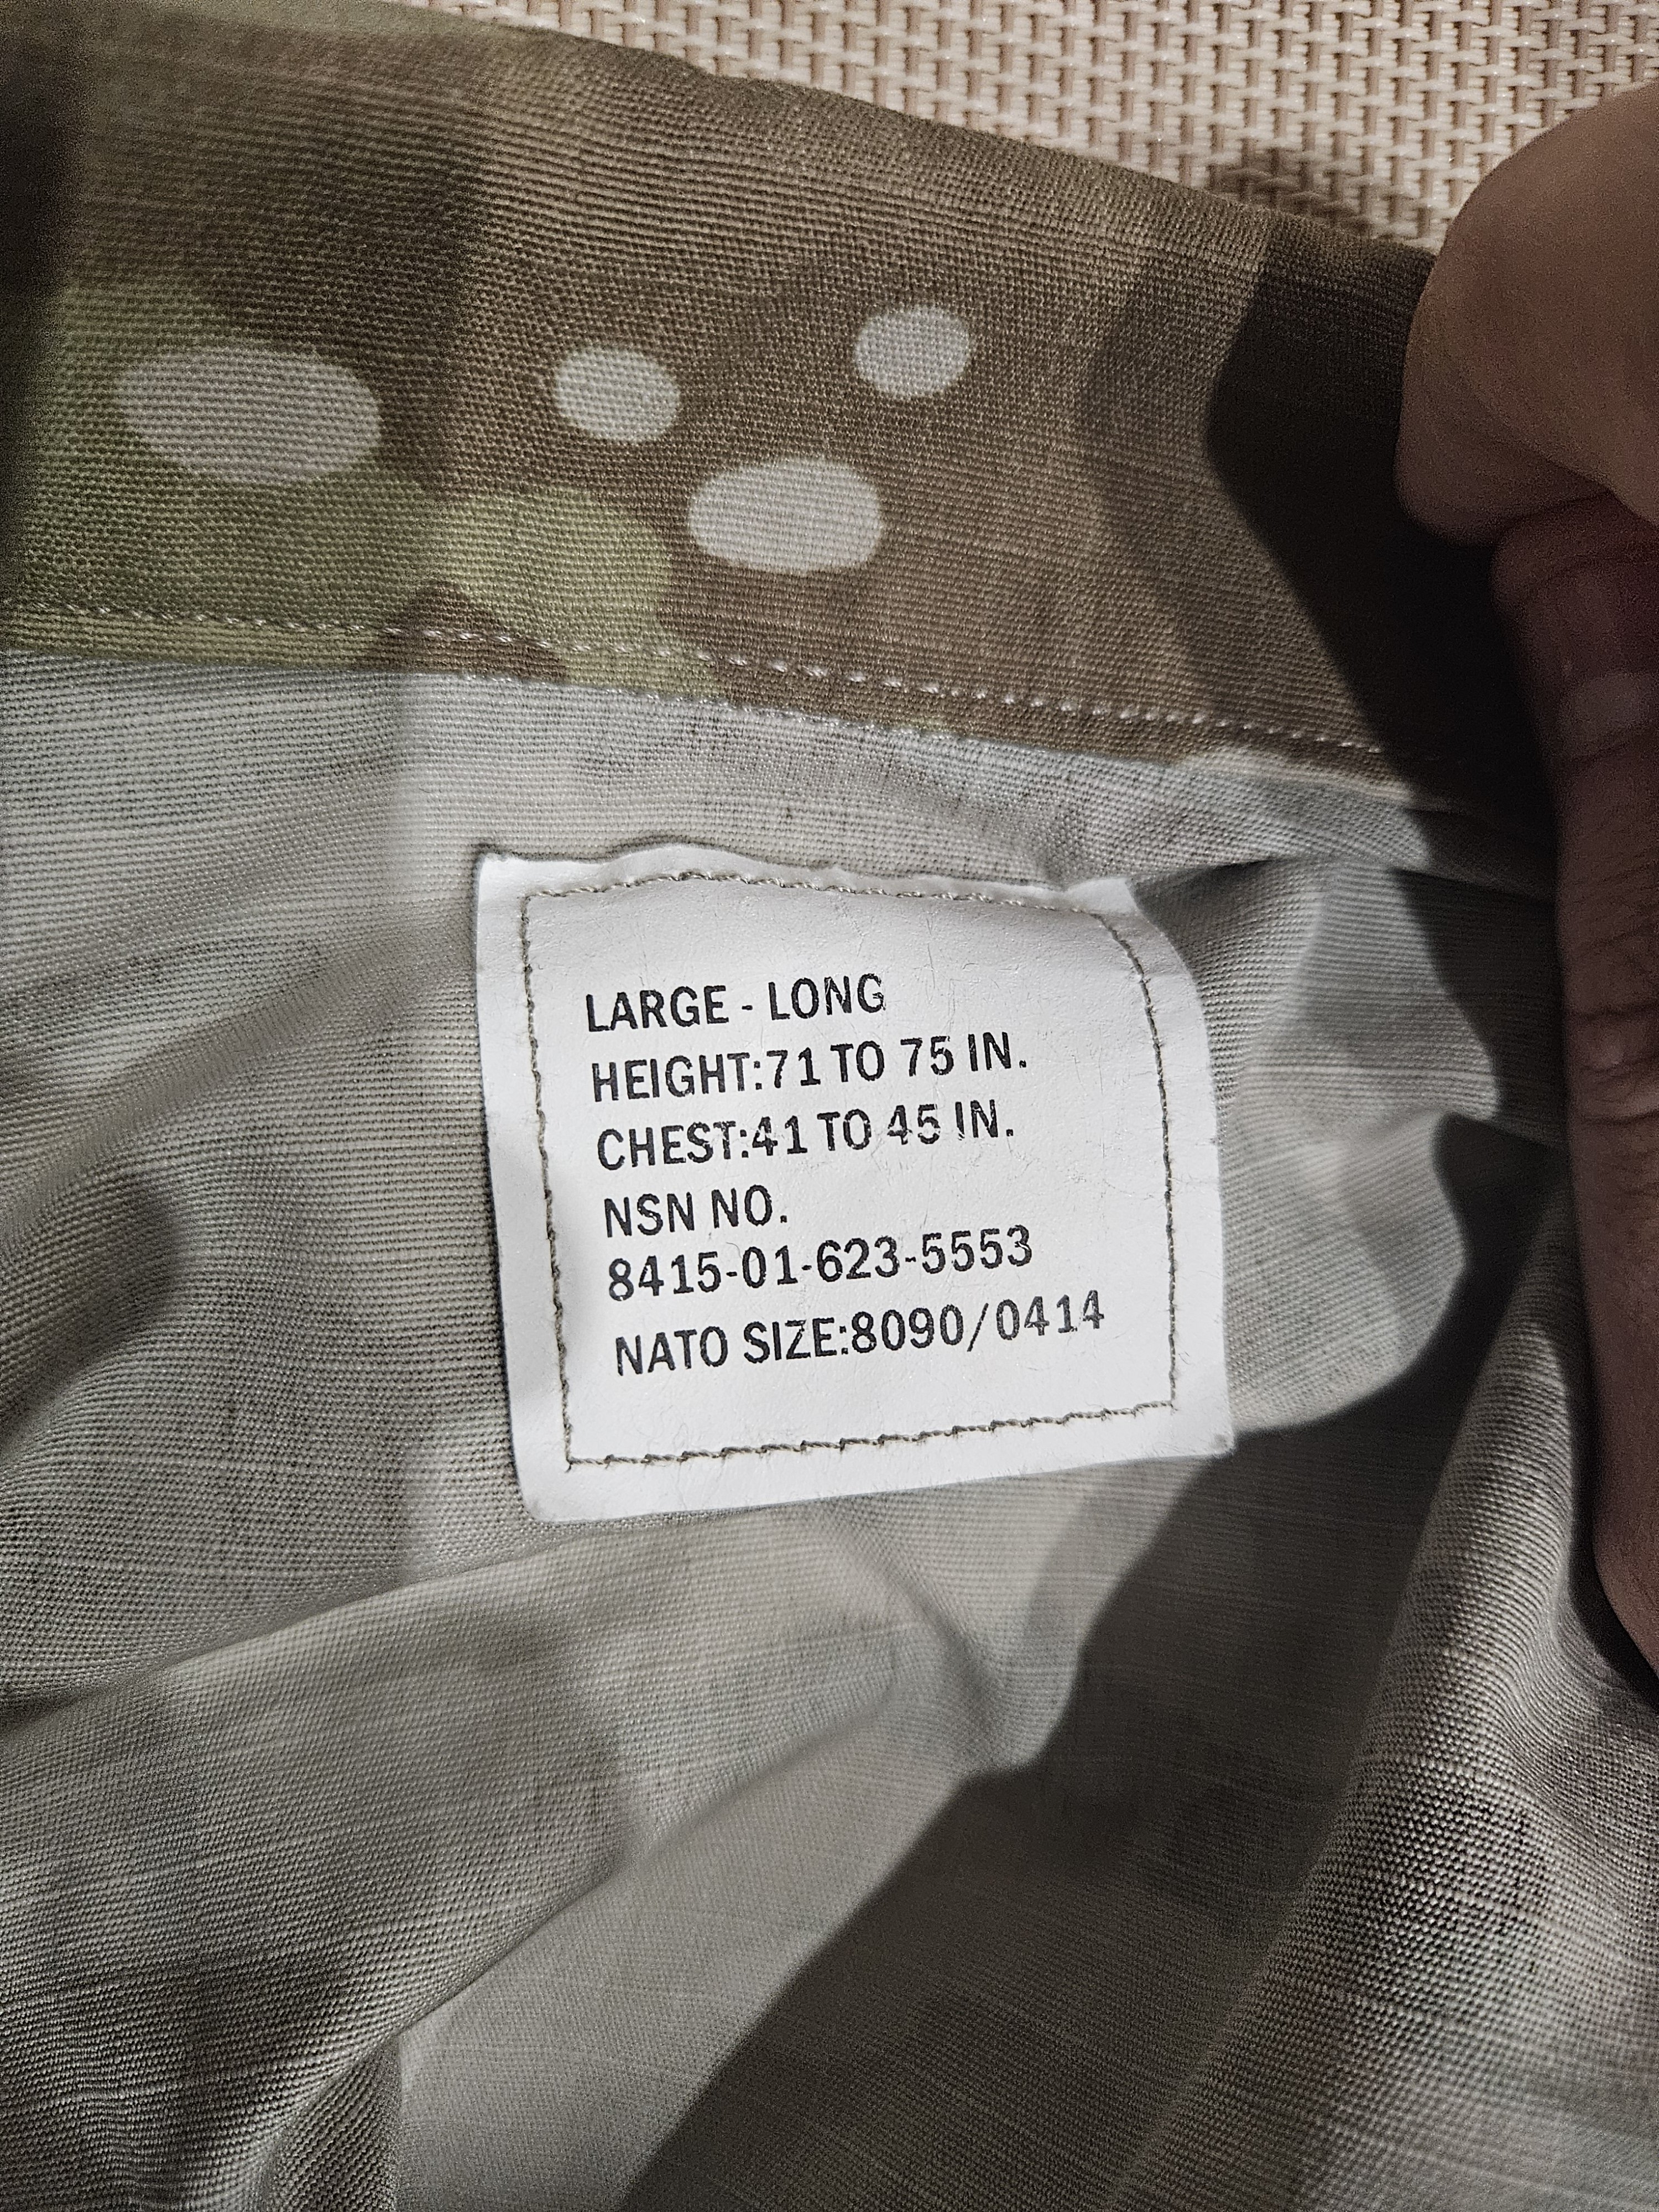 LARGE - LONG
HEIGHT:71 TO 75 IN.
CHEST:41 TO 45 IN.
NSN NO.
8415-01-623-5553
NATO SIZE:8090/0414